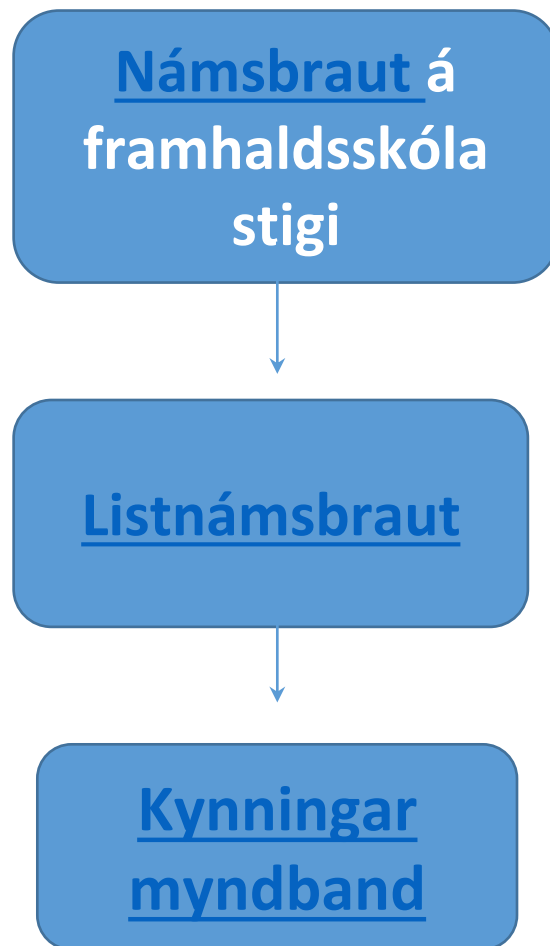 Námsbraut á
framhaldsskóla
stigi
Listnámsbraut
Kynningar
myndband